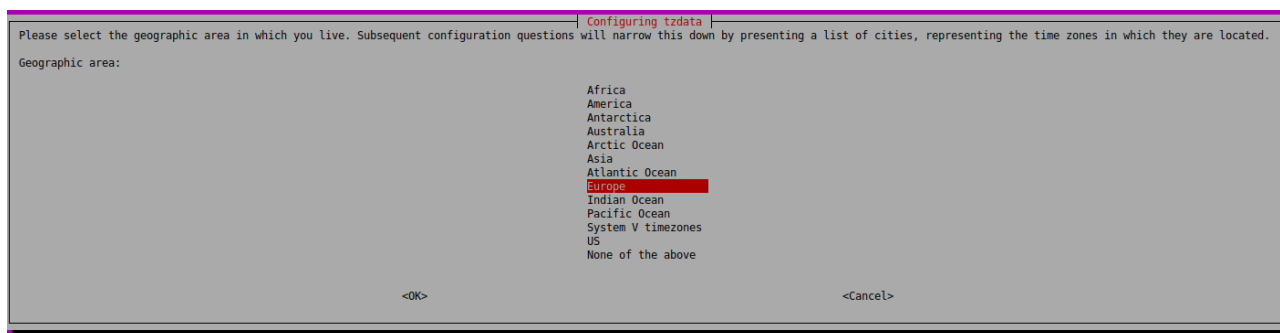 Configuring tzdata
Please select the geographic area in which you live. Subsequent configuration questions will narrow this down by presenting a list of cities, representing the time zones in which they are located.
Geographic area:
Africa
America
Antarctica
Australia
Arctic Ocean
Asia
Atlantic Ocean
Europe
Indian Ocean
Pacific Ocean
System V timezones
US
None of the above
<OK> <Cancel>